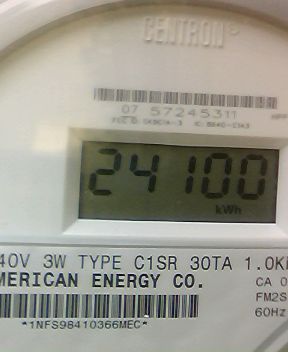 CENTRON®
07 57245311
24100
kWh
40V 3W TYPE C1SR 30TA 1.0K
MERICAN ENERGY CO.
CA 0
FM2S
60Hz
*1NFS98410366MEC*